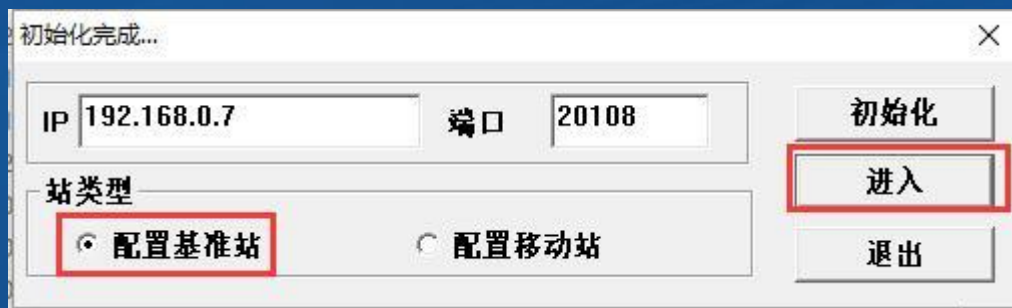 初始化完成...
IP 192.168.0.7 端口 20108
初始化
进入
站类型
配置基准站 配置移动站
退出